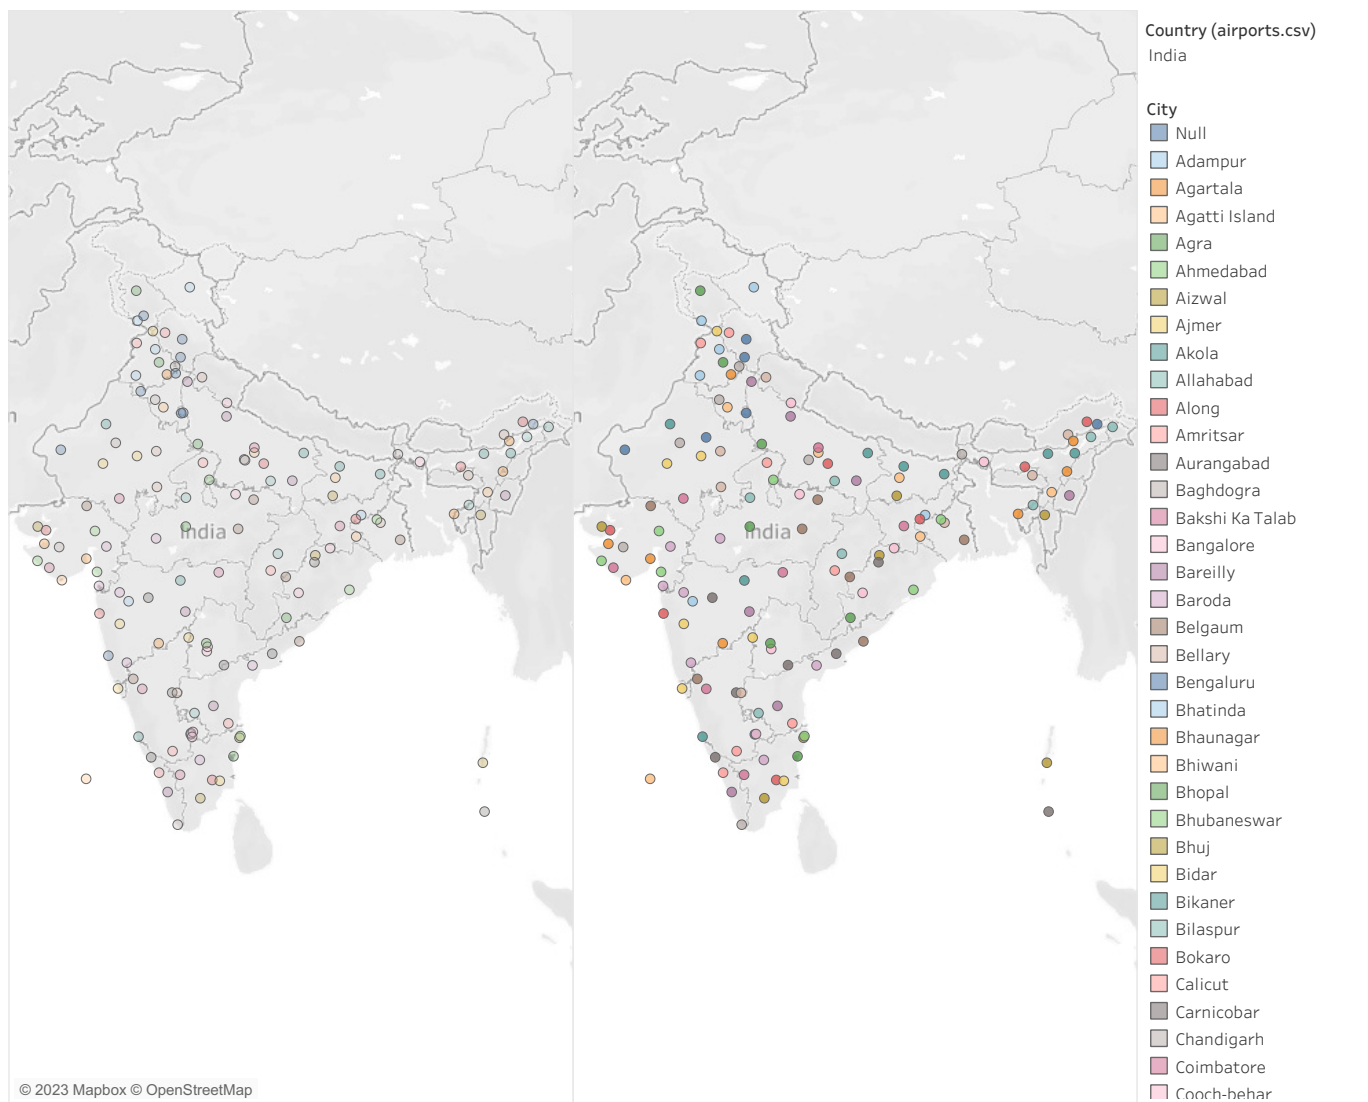 Country (airports.csv)
India
City
Null
Adampur
Agartala
Agatti Island
Agra
Ahmedabad
Aizwal
Ajmer
Akola
Allahabad
Along
Amritsar
Aurangabad
Baghdogra
Bakshi Ka Talab
Bangalore
Bareilly
Baroda
Belgaum
Bellary
Bengaluru
Bhatinda
Bhaunagar
Bhiwani
Bhopal
Bhubaneswar
Bhuj
Bidar
Bikaner
Bilaspur
Bokaro
Calicut
Carnicobar
Chandigarh
Coimbatore
Cooch-behar
India
India
© 2023 Mapbox © OpenStreetMap